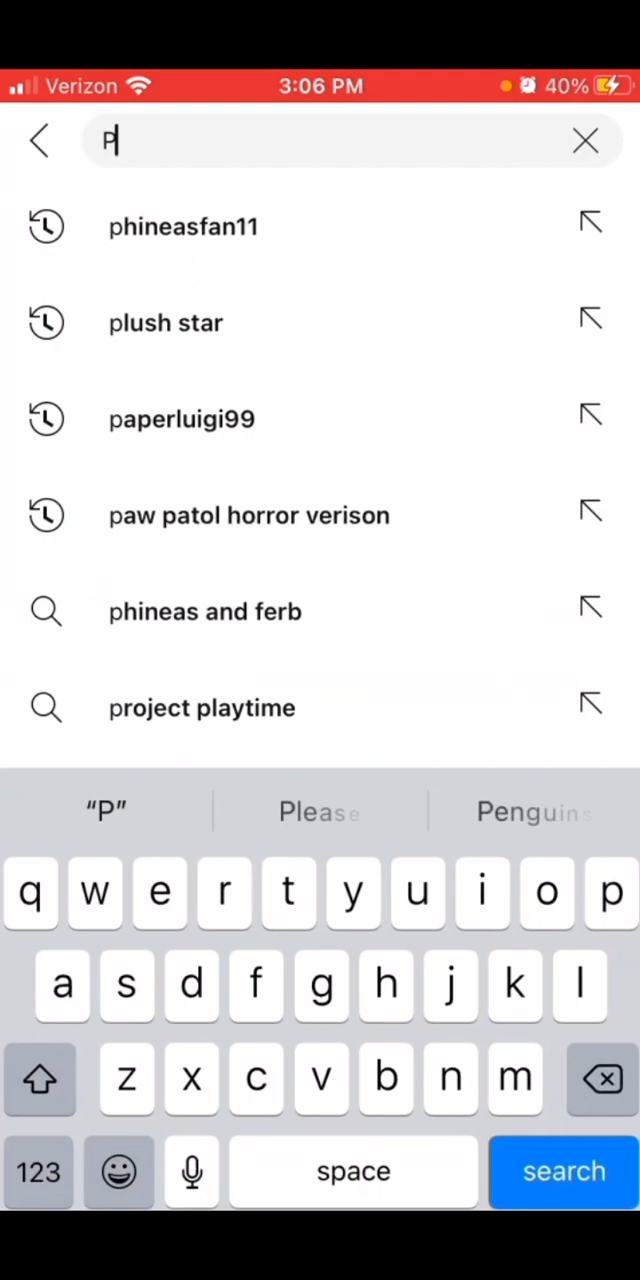 Verizon 3:06 PM 40%
P
phineasfan11
plush star
paperluigi99
paw patol horror verison
phineas and ferb
project playtime
“P” Please Penguins
q w e r t y u i o p
a s d f g h j k l
z x c v b n m
123 space search